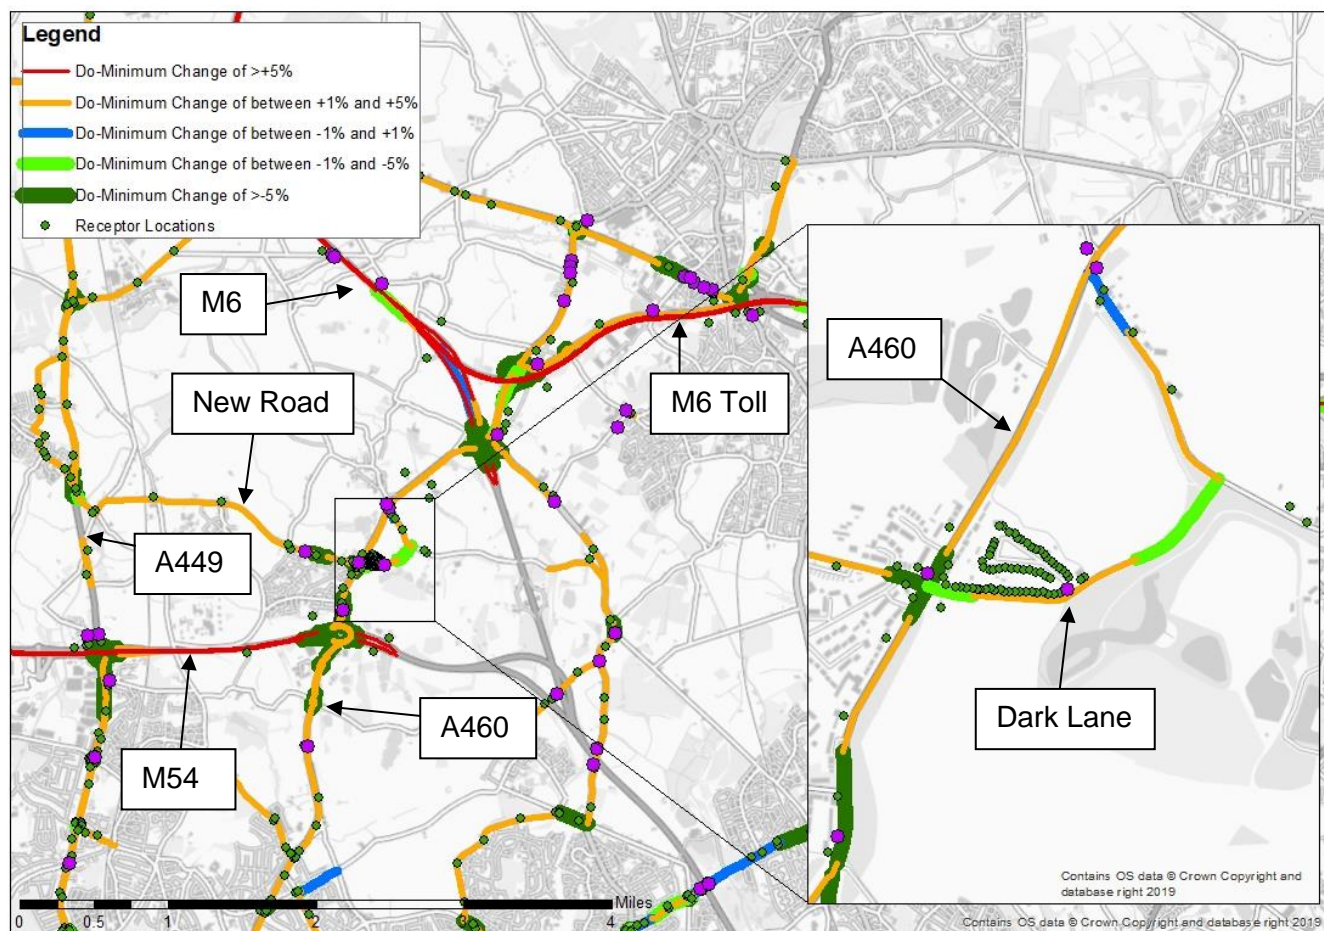 Legend
Do-Minimum Change of >+5%
Do-Minimum Change of between +1% and +5%
Do-Minimum Change of between -1% and +1%
Do-Minimum Change of between -1% and -5%
Do-Minimum Change of >-5%
Receptor Locations
M6
A460
New Road
M6 Toll
A449
A460
Dark Lane
M54
Contains OS data © Crown Copyright and
database right 2019
Miles
0 0.5 1 2 3 4
Contains OS data © Crown Copyright and database right 2019